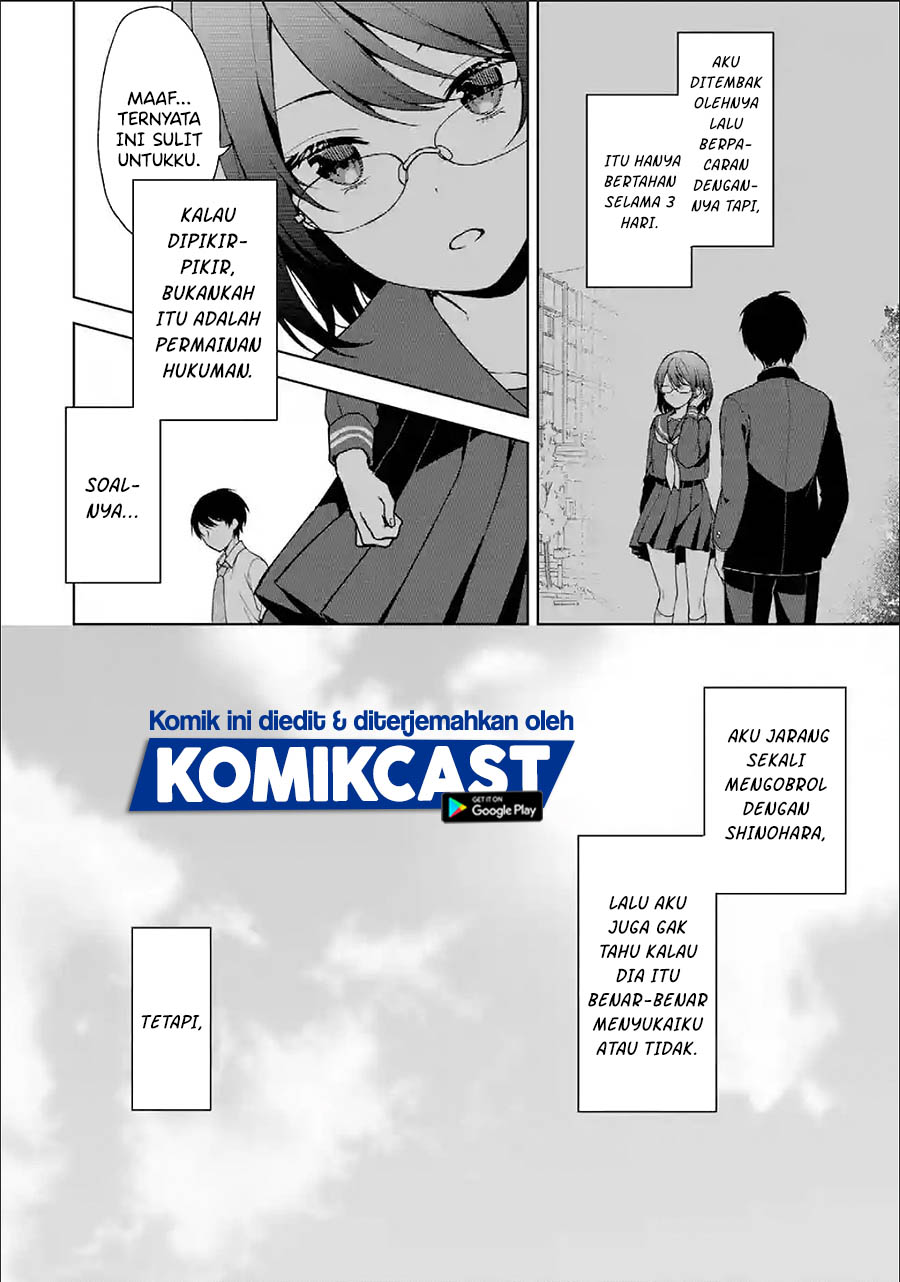 AKU
DITEMBAK
OLEHNYA
LALU
BERPA-
CARAN
DENGAN-
NYA TAPI,
ITU HANYA
BERTAHAN
SELAMA 3
HARI.
MAAF...
TERNYATA
INI SULIT
UNTUKKU.
KALAU
DIPIKIR-
PIKIR,
BUKANKAH
ITU ADALAH
PERMAINAN
HUKUMAN.
SOAL-
NYA...
Komik ini diedit & diterjemahkan oleh
KOMIKCAST
GET IT ON
Google Play
AKU JARANG
SEKALI
MENGOBROL
DENGAN
SHINOHARA,
LALU AKU
JUGA GAK
TAHU KALAU
DIA ITU
BENAR-BENAR
MENYUKAIKU
ATAU TIDAK.
TETAPI,